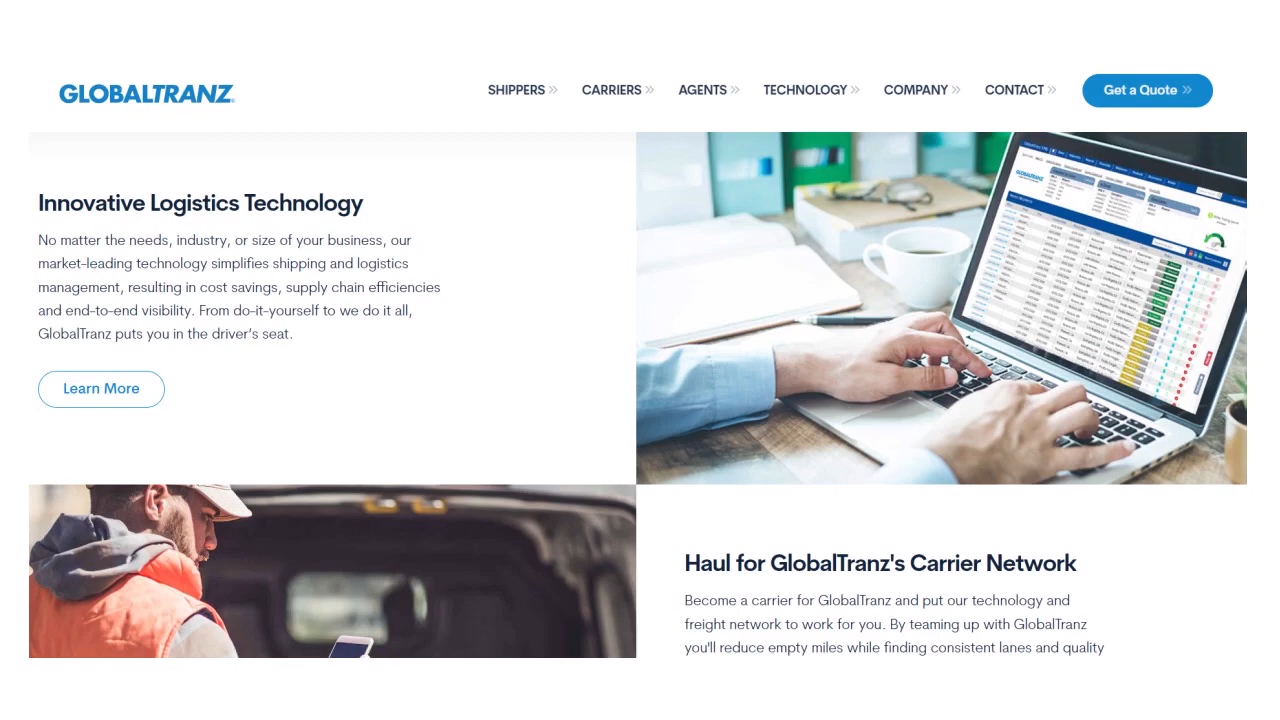 GLOBALTRANZ
SHIPPERS CARRIERS AGENTS TECHNOLOGY COMPANY CONTACT Get a Quote
Innovative Logistics Technology
No matter the needs, industry, or size of your business, our
market-leading technology simplifies shipping and logistics
management, resulting in cost savings, supply chain efficiencies
and end-to-end visibility. From do-it-yourself to we do it all,
GlobalTranz puts you in the driver's seat.
Learn More
GLOBALTRANZ
Haul for GlobalTranz's Carrier Network
Become a carrier for GlobalTranz and put our technology and
freight network to work for you. By teaming up with GlobalTranz
you'll reduce empty miles while finding consistent lanes and quality